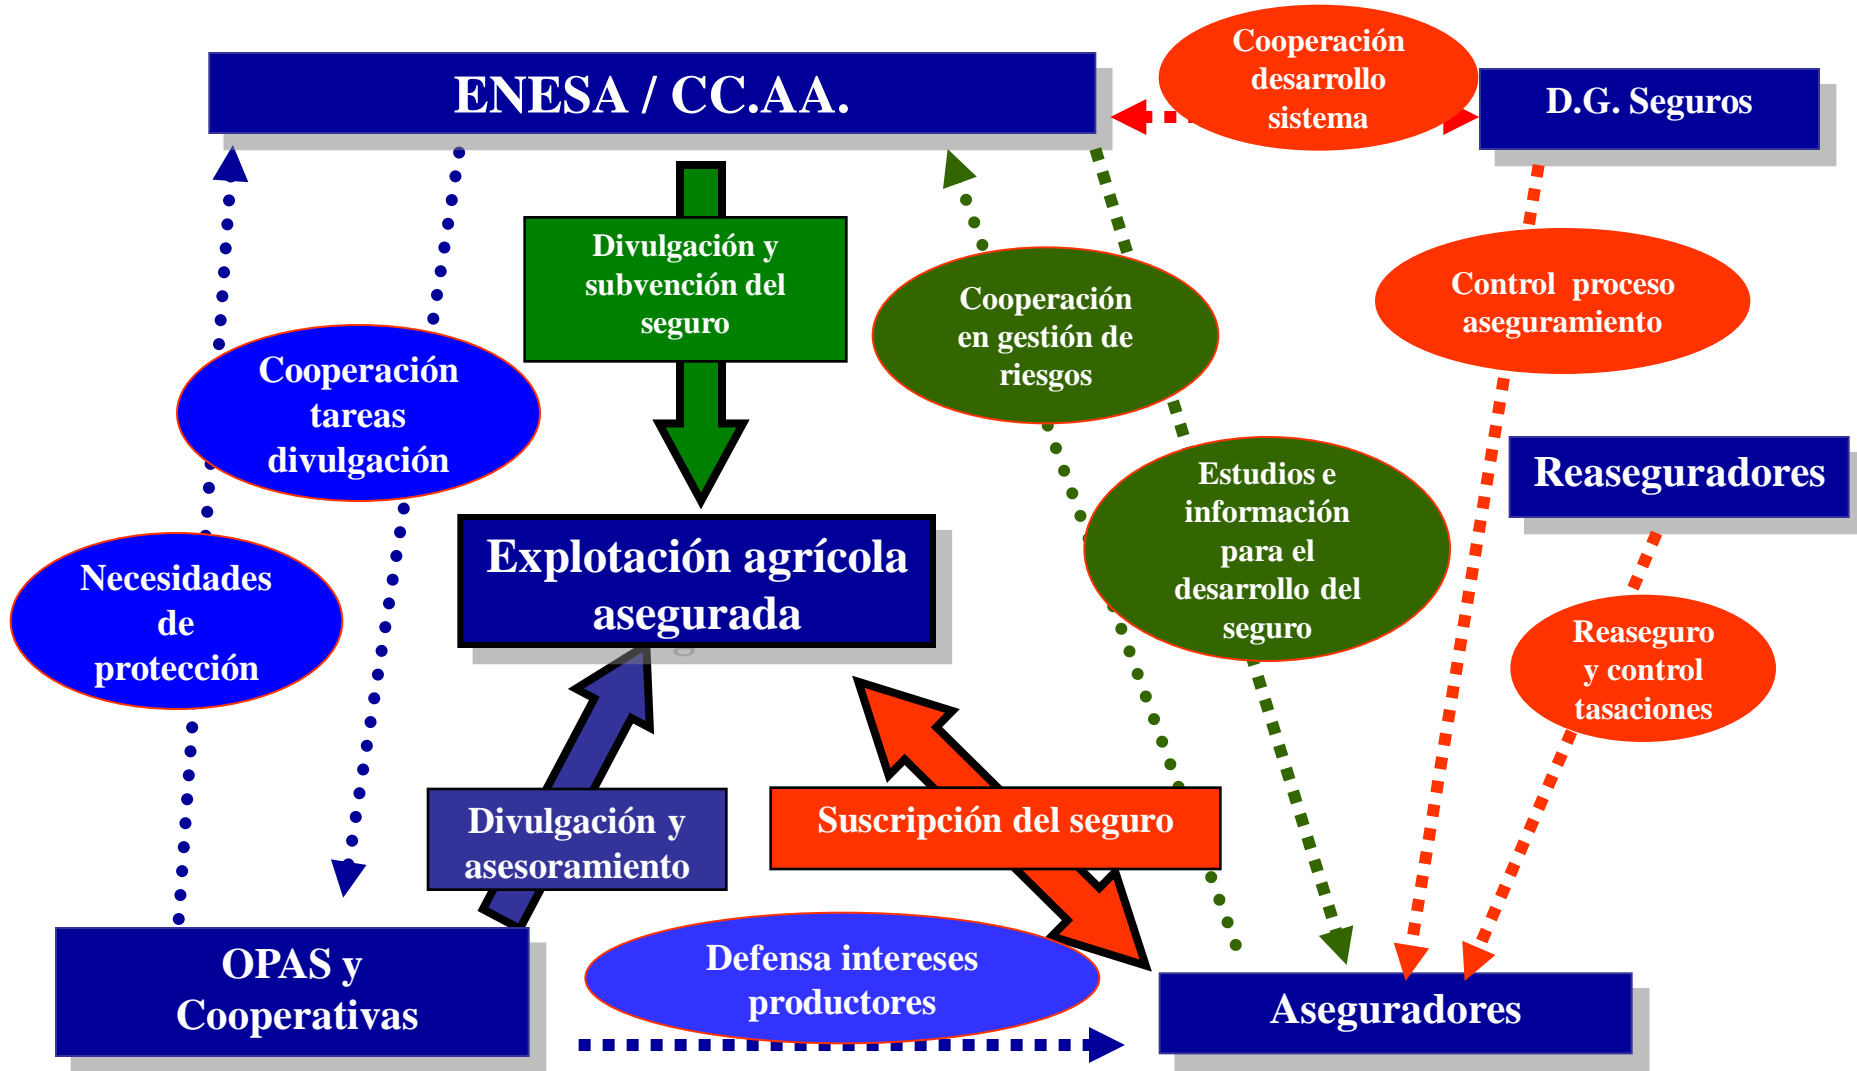 ENESA / CC.AA.
Cooperación
desarrollo
sistema
D.G. Seguros
Divulgación y
subvención del
seguro
Cooperación
en gestión de
riesgos
Control proceso
aseguramiento
Cooperación
tareas
divulgación
Estudios e
información
para el
desarrollo del
seguro
Reaseguradores
Explotación agrícola
asegurada
Necesidades
de
protección
Reaseguro
y control
tasaciones
Divulgación y
asesoramiento
Suscripción del seguro
Defensa intereses
productores
OPAS y
Cooperativas
Aseguradores